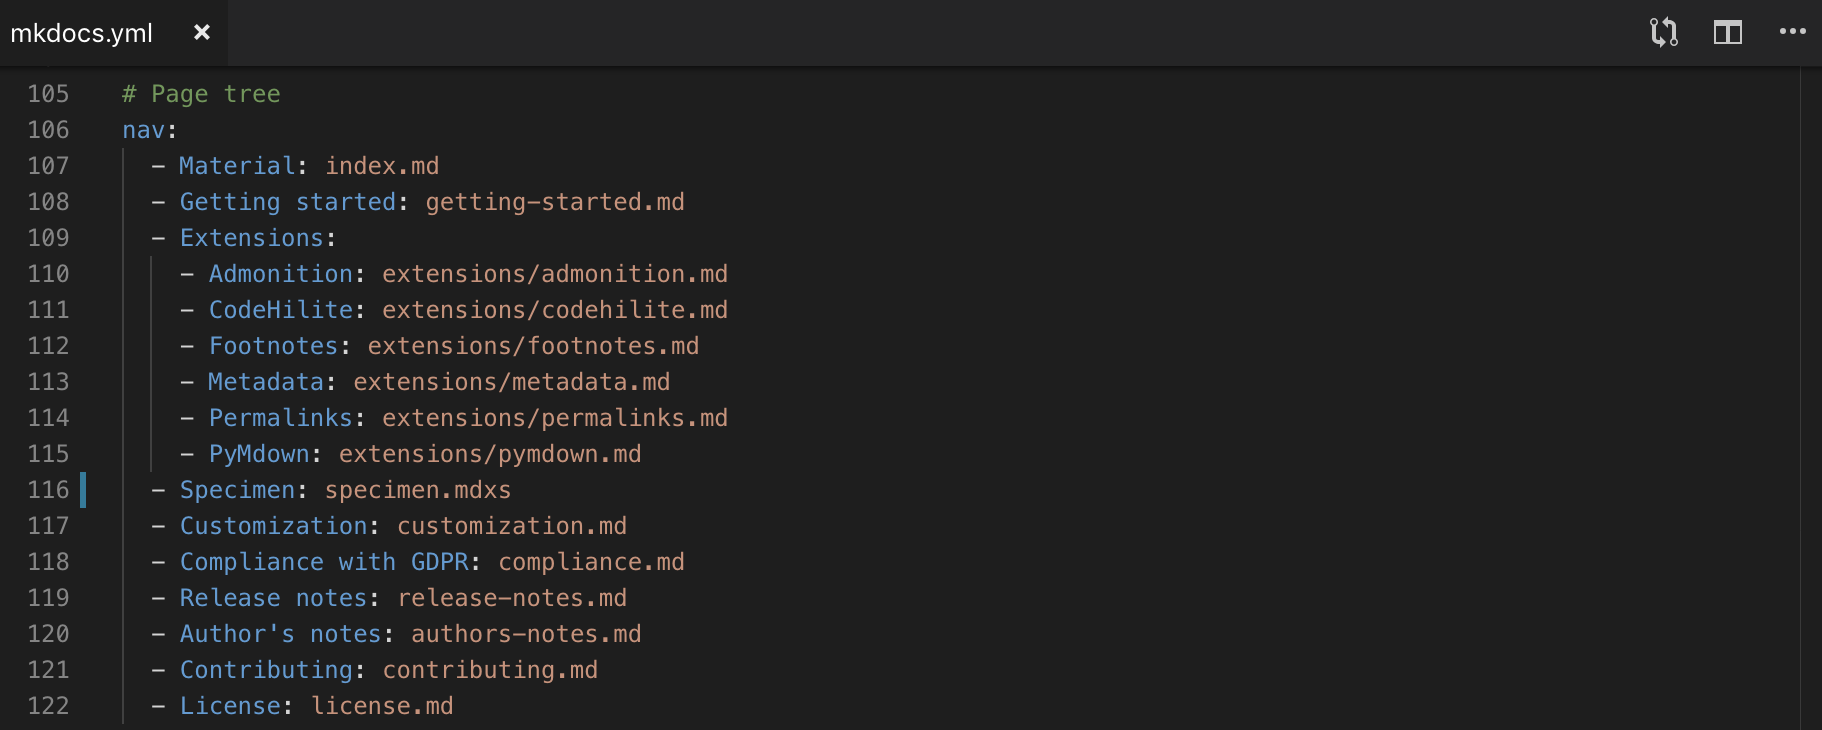 mkdocs.yml
105 # Page tree
106 nav:
107 - Material: index.md
108 - Getting started: getting-started.md
109 - Extensions:
110 - Admonition: extensions/admonition.md
111 - CodeHilite: extensions/codehilite.md
112 - Footnotes: extensions/footnotes.md
113 - Metadata: extensions/metadata.md
114 - Permalinks: extensions/permalinks.md
115 - PyMdown: extensions/pymdown.md
116 - Specimen: specimen.mdxs
117 - Customization: customization.md
118 - Compliance with GDPR: compliance.md
119 - Release notes: release-notes.md
120 - Author's notes: authors-notes.md
121 - Contributing: contributing.md
122 - License: license.md